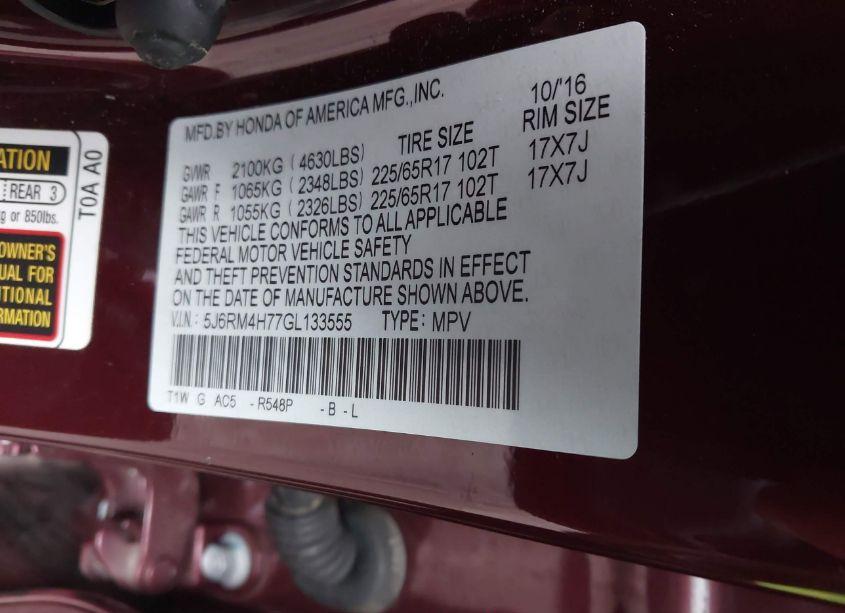 ATION
REAR 3
g or 850lbs.
OWNER'S
UAL FOR
ITIONAL
ORMATION
T0A A0
MFD.BY HONDA OF AMERICA MFG.,INC. 10/'16
TIRE SIZE RIM SIZE
GVWR 2100KG ( 4630LBS)
GAWR F 1065KG ( 2348LBS) 225/65R17 102T 17X7J
GAWR R 1055KG ( 2326LBS) 225/65R17 102T 17X7J
THIS VEHICLE CONFORMS TO ALL APPLICABLE
FEDERAL MOTOR VEHICLE SAFETY
AND THEFT PREVENTION STANDARDS IN EFFECT
ON THE DATE OF MANUFACTURE SHOWN ABOVE.
V.I.N.: 5J6RM4H77GL133555 TYPE: MPV
T1W G AC5 - R548P - B - L